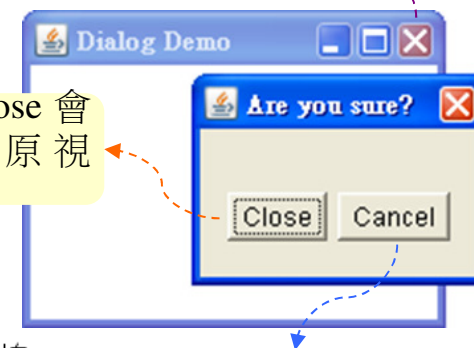 Dialog Demo
Are you sure?
ose 會
原 視
Close Cancel